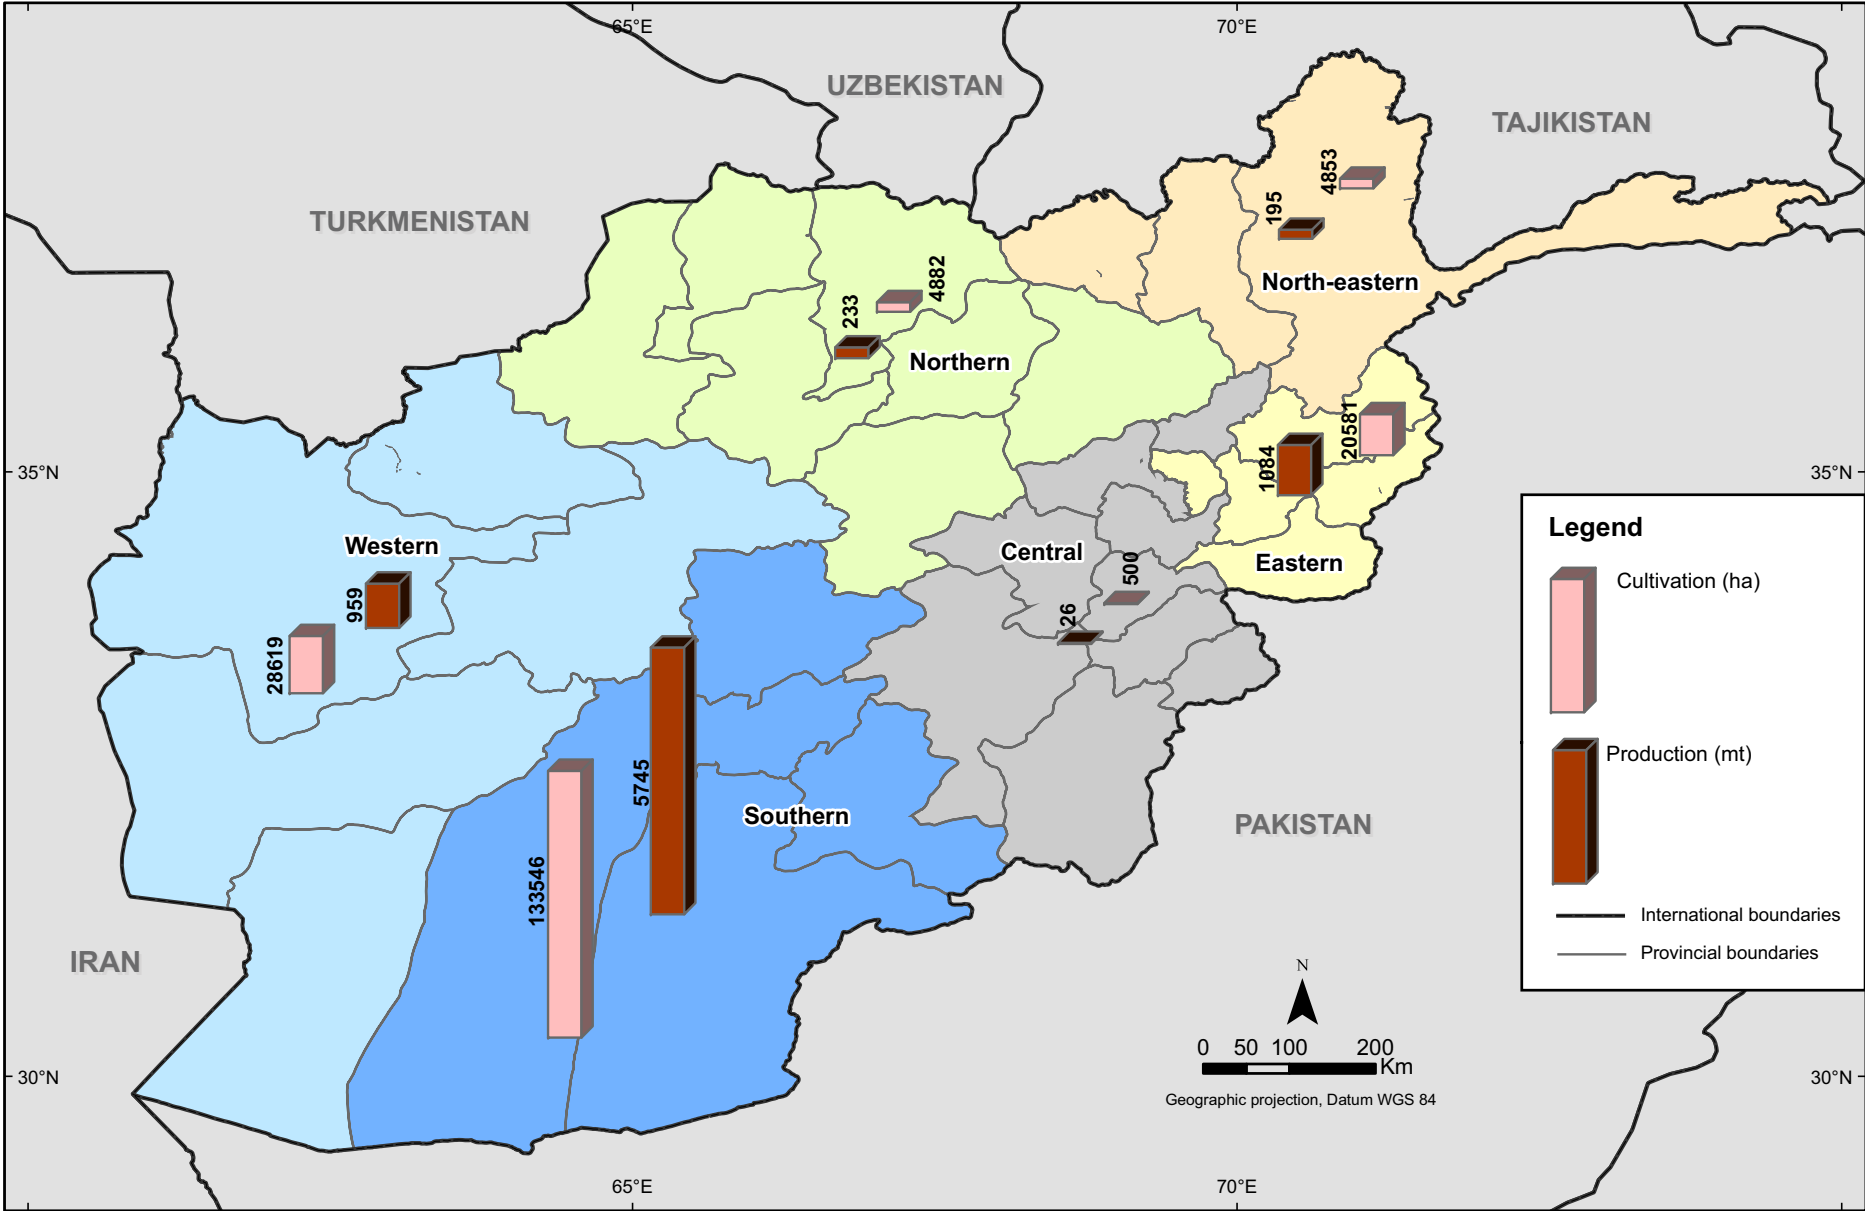 65°E
70°E
UZBEKISTAN
TAJIKISTAN
TURKMENISTAN
4853
195
North-eastern
4882
233
Northern
20581
1084
35°N
35°N
Western
Central
Eastern
500
959
26
28619
5745
Southern
133546
PAKISTAN
IRAN
Legend
Cultivation (ha)
Production (mt)
International boundaries
Provincial boundaries
N
0 50 100 200
Km
Geographic projection, Datum WGS 84
30°N
30°N
65°E
70°E